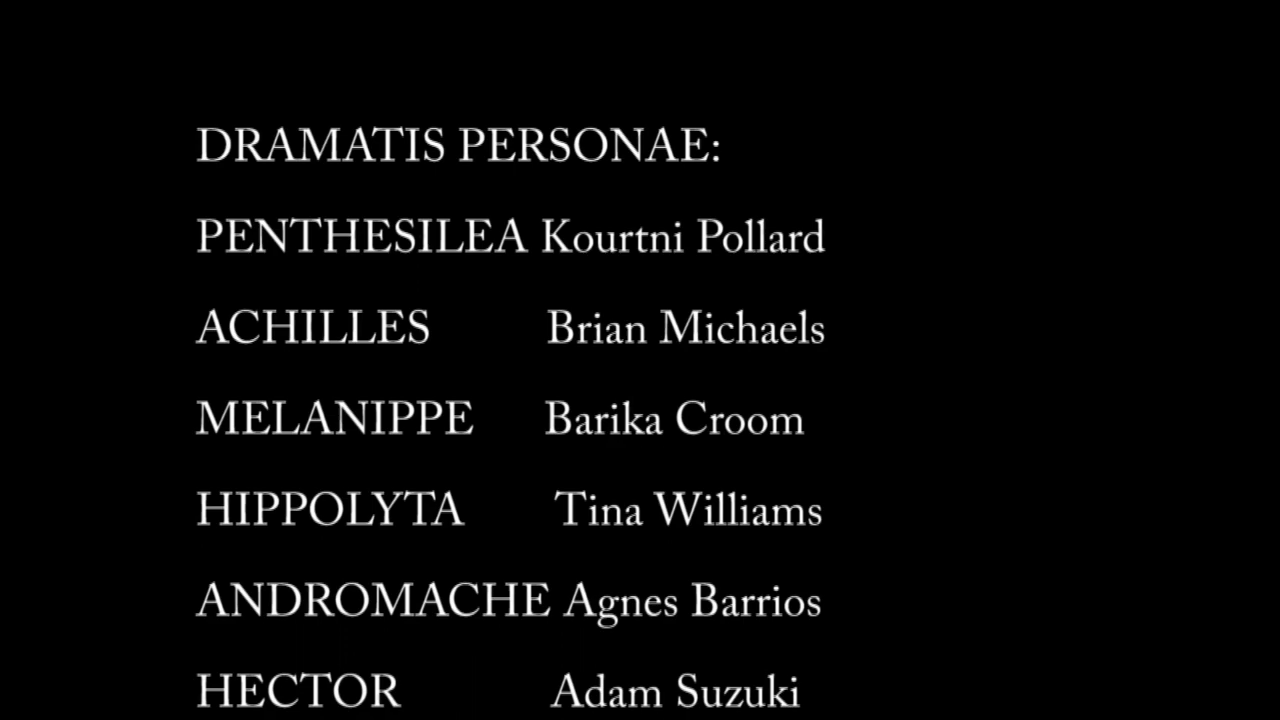 DRAMATIS PERSONAE:
PENTHESILEA Kourtni Pollard
ACHILLES Brian Michaels
MELANIPPE Barika Croom
HIPPOLYTA Tina Williams
ANDROMACHE Agnes Barrios
HECTOR Adam Suzuki